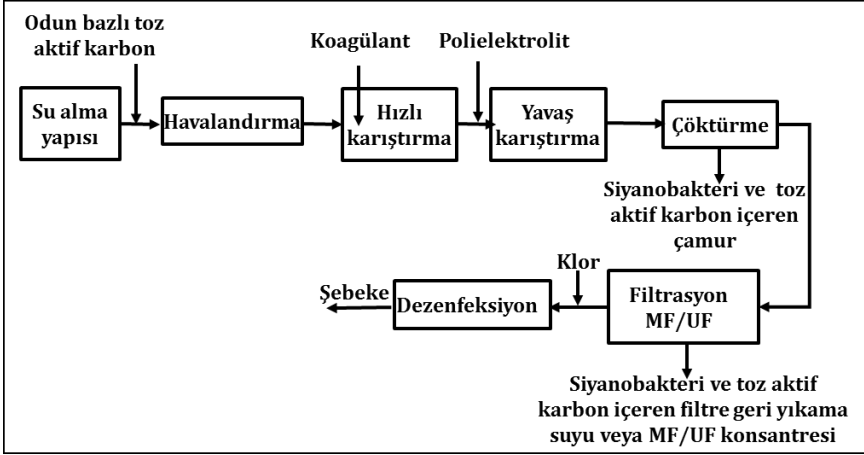 Odun bazlı toz
aktif karbon
Koagülant
Polielektrolit
Su alma
yapısı
Havalandırma
Hızlı
karıştırma
Yavaş
karıştırma
Çöktürme
Siyanobakteri ve toz
aktif karbon içeren
çamur
Klor
Şebeke
Dezenfeksiyon
Filtrasyon
MF/UF
Siyanobakteri ve toz aktif
karbon içeren filtre geri yıkama
suyu veya MF/UF konsantresi